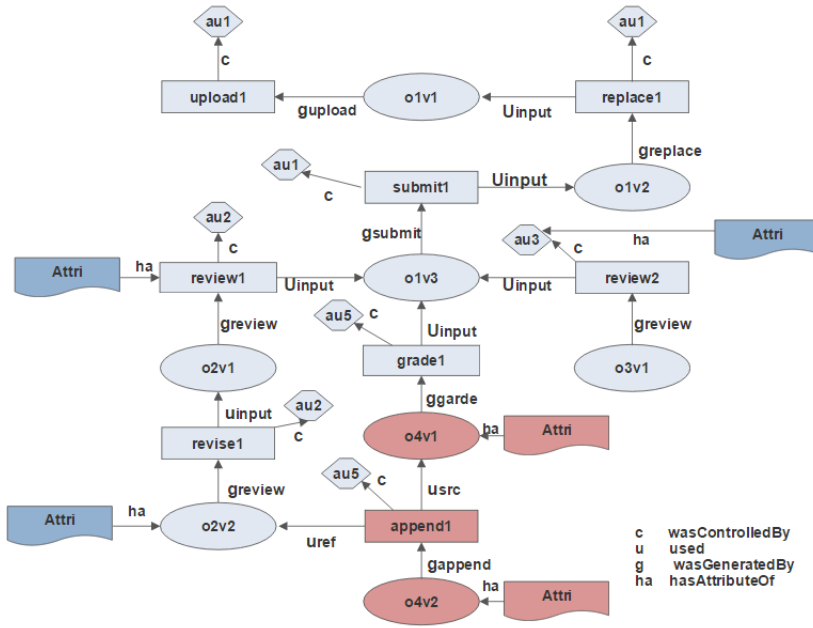 au1
au1
c
c
upload1
o1v1
replace1
gupload
Uinput
greplace
au1
submit1
Uinput
o1v2
c
au2
gsubmit
au3
Attri
c
c
ha
Attri
ha
review1
o1v3
review2
Uinput
Uinput
au5
c
greview
Uinput
greview
o2v1
grade1
o3v1
uinput
au2
ggarde
revise1
c
o4v1
ha
Attri
greview
au5
c
usrc
Attri
ha
o2v2
append1
uref
c wasControlledBy
u used
g wasGeneratedBy
ha hasAttributeOf
gappend
o4v2
ha
Attri